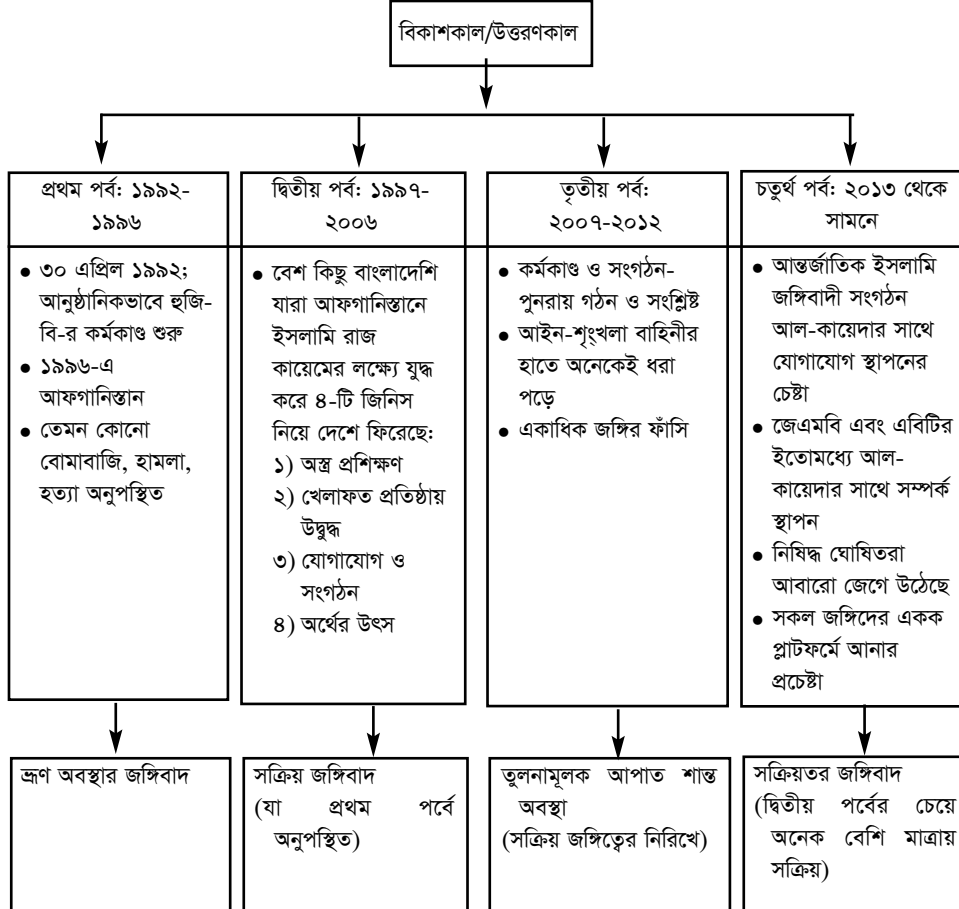 বিকাশকাল/উত্তরণকাল
প্রথম পর্ব: ১৯৯২-
১৯৯৬
● ৩০ এপ্রিল ১৯৯২;
আনুষ্ঠানিকভাবে হুজি-
বি-র কর্মকাণ্ড শুরু
● ১৯৯৬-এ
আফগানিস্তান
● তেমন কোনো
বোমাবাজি, হামলা,
হত্যা অনুপস্থিত
ভ্রূণ অবস্থার জঙ্গিবাদ
দ্বিতীয় পর্ব: ১৯৯৭-
২০০৬
● বেশ কিছু বাংলাদেশি
যারা আফগানিস্তানে
ইসলামি রাজ
কায়েমের লক্ষ্যে যুদ্ধ
করে ৪-টি জিনিস
নিয়ে দেশে ফিরেছে:
১) অস্ত্র প্রশিক্ষণ
২) খেলাফত প্রতিষ্ঠায়
উদ্বুদ্ধ
৩) যোগাযোগ ও
সংগঠন
৪) অর্থের উৎস
সক্রিয় জঙ্গিবাদ
(যা প্রথম পর্বে
অনুপস্থিত)
তৃতীয় পর্ব:
২০০৭-২০১২
● কর্মকাণ্ড ও সংগঠন-
পুনরায় গঠন ও সংশ্লিষ্ট
● আইন-শৃংখলা বাহিনীর
হাতে অনেকেই ধরা
পড়ে
● একাধিক জঙ্গির ফাঁসি
তুলনামূলক আপাত শান্ত
অবস্থা
(সক্রিয় জঙ্গিত্বের নিরিখে)
চতুর্থ পর্ব: ২০১৩ থেকে
সামনে
● আন্তর্জাতিক ইসলামি
জঙ্গিবাদী সংগঠন
আল-কায়েদার সাথে
যোগাযোগ স্থাপনের
চেষ্টা
● জেএমবি এবং এবিটির
ইতোমধ্যে আল-
কায়েদার সাথে সম্পর্ক
স্থাপন
● নিষিদ্ধ ঘোষিতরা
আবারো জেগে উঠেছে
● সকল জঙ্গিদের একক
প্লাটফর্মে আনার
প্রচেষ্টা
সক্রিয়তর জঙ্গিবাদ
(দ্বিতীয় পর্বের চেয়ে
অনেক বেশি মাত্রায়
সক্রিয়)